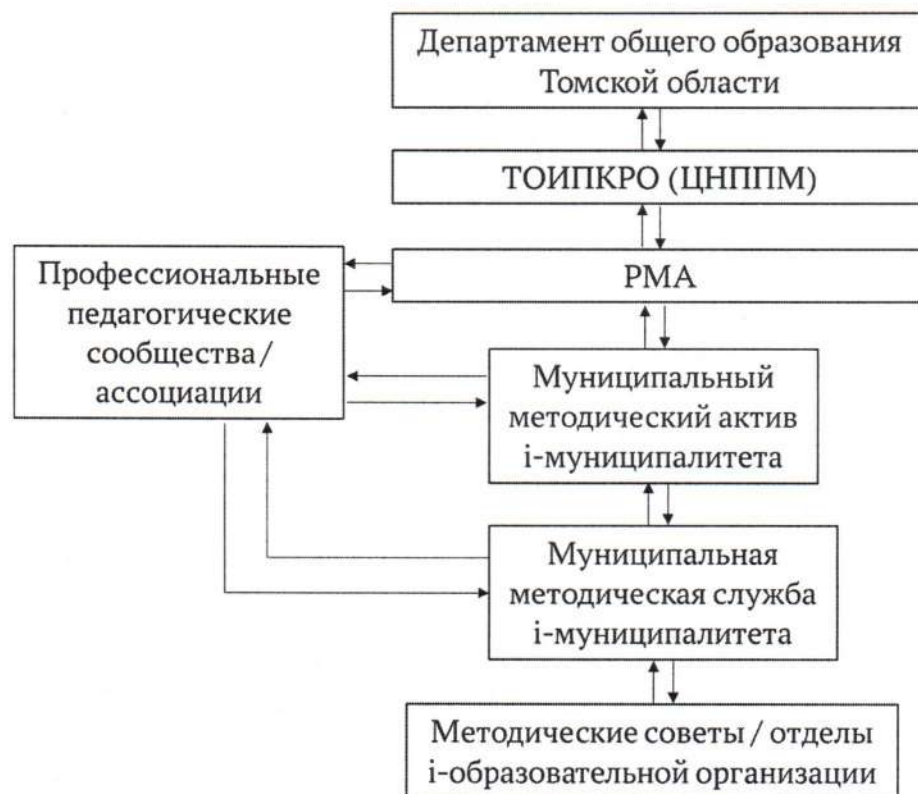 Департамент общего образования
Томской области
ТОИПКРО (ЦНППМ)
РМА
Профессиональные
педагогические
сообщества /
ассоциации
Муниципальный
методический актив
i-муниципалитета
Муниципальная
методическая служба
i-муниципалитета
Методические советы / отделы
i-образовательной организации